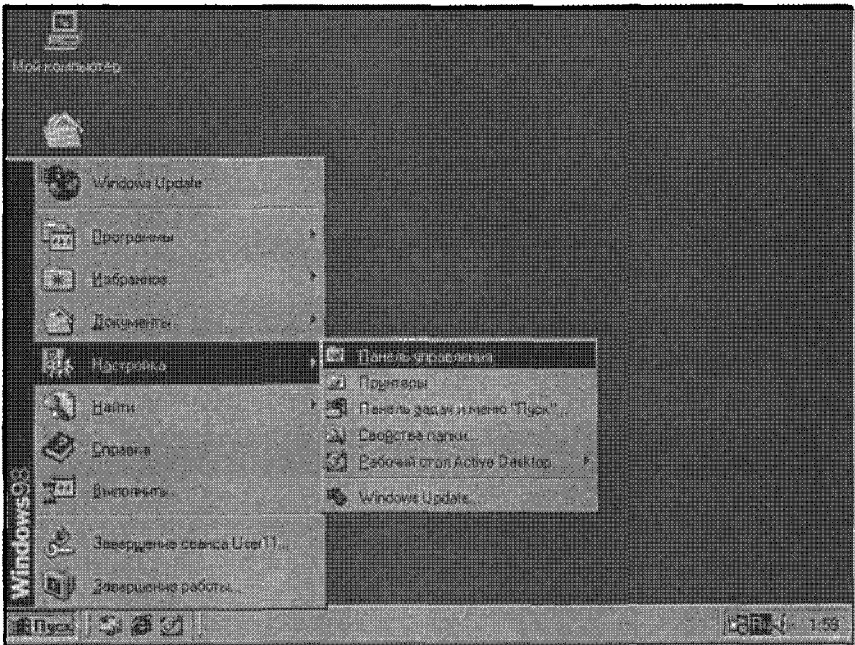 Мой компьютер
Windows Update
Программы
Избранное
Документы
Настройка
Найти
Справка
Выполнить...
Завершение сеанса User11...
Завершение работы...
Windows98
Панель управления
Принтеры
Панель задач и меню "Пуск"...
Свойства папки...
Рабочий стол Active Desktop
Windows Update...
Пуск
1:59